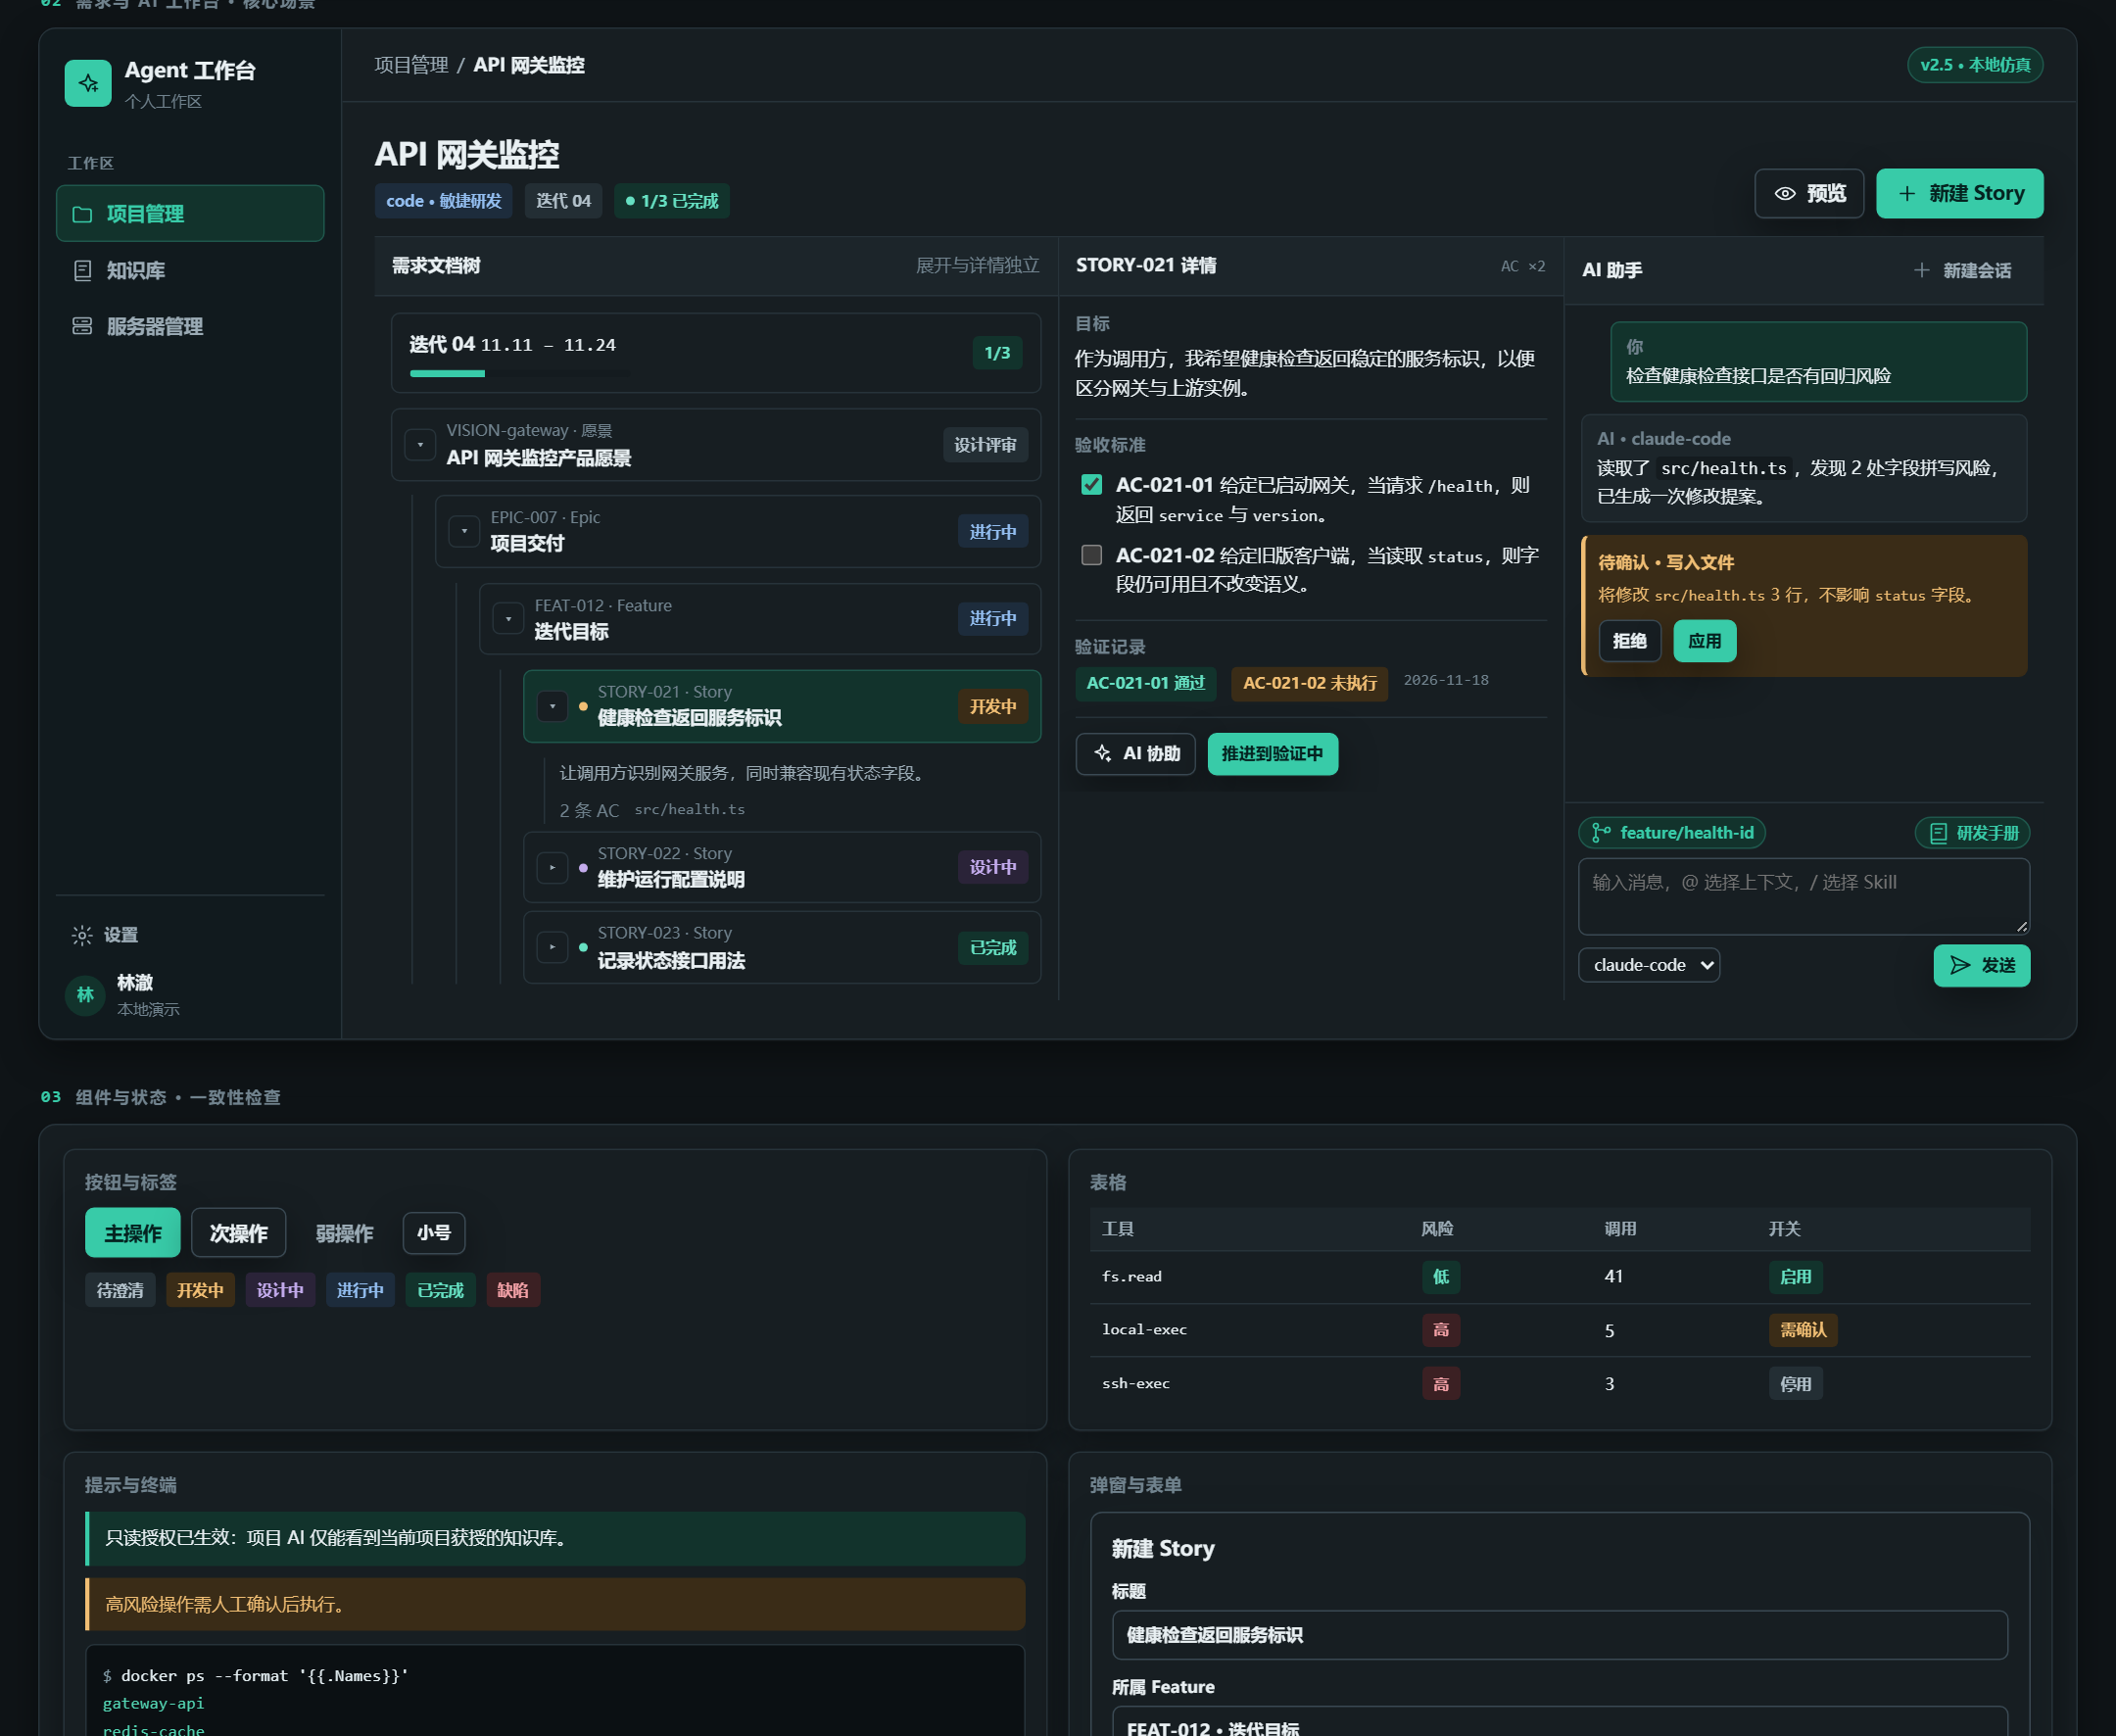 02 需求与 AI 工作台 • 核心场景
Agent 工作台
个人工作区
工作区
项目管理
知识库
服务器管理
设置
林
林澈
本地演示
项目管理 / API 网关监控
v2.5 • 本地仿真
API 网关监控
code • 敏捷研发
迭代 04
1/3 已完成
预览
新建 Story
需求文档树
展开与详情独立
迭代 04 11.11 – 11.24
1/3
VISION-gateway · 愿景
API 网关监控产品愿景
设计评审
EPIC-007 · Epic
项目交付
进行中
FEAT-012 · Feature
迭代目标
进行中
STORY-021 · Story
健康检查返回服务标识
开发中
让调用方识别网关服务，同时兼容现有状态字段。
2 条 AC src/health.ts
STORY-022 · Story
维护运行配置说明
设计中
STORY-023 · Story
记录状态接口用法
已完成
STORY-021 详情
AC ×2
目标
作为调用方，我希望健康检查返回稳定的服务标识，以便
区分网关与上游实例。
验收标准
AC-021-01 给定已启动网关，当请求 /health，则
返回 service 与 version。
AC-021-02 给定旧版客户端，当读取 status，则字
段仍可用且不改变语义。
验证记录
AC-021-01 通过
AC-021-02 未执行
2026-11-18
AI 协助
推进到验证中
AI 助手
新建会话
你
检查健康检查接口是否有回归风险
AI • claude-code
读取了 src/health.ts ，发现 2 处字段拼写风险，
已生成一次修改提案。
待确认 • 写入文件
将修改 src/health.ts 3 行，不影响 status 字段。
拒绝
应用
feature/health-id
研发手册
输入消息，@ 选择上下文，/ 选择 Skill
claude-code
发送
03 组件与状态 • 一致性检查
按钮与标签
主操作
次操作
弱操作
小号
待澄清
开发中
设计中
进行中
已完成
缺陷
表格
工具 风险 调用 开关
fs.read 低 41 启用
local-exec 高 5 需确认
ssh-exec 高 3 停用
提示与终端
只读授权已生效：项目 AI 仅能看到当前项目获授的知识库。
高风险操作需人工确认后执行。
$ docker ps --format '{{.Names}}'
gateway-api
redis-cache
弹窗与表单
新建 Story
标题
健康检查返回服务标识
所属 Feature
FEAT-012 • 迭代目标